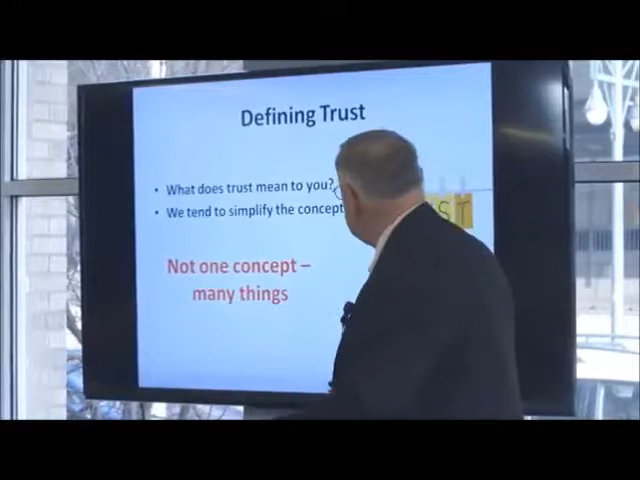 Defining Trust
• What does trust mean to you?
• We tend to simplify the concept
ST
Not one concept –
many things